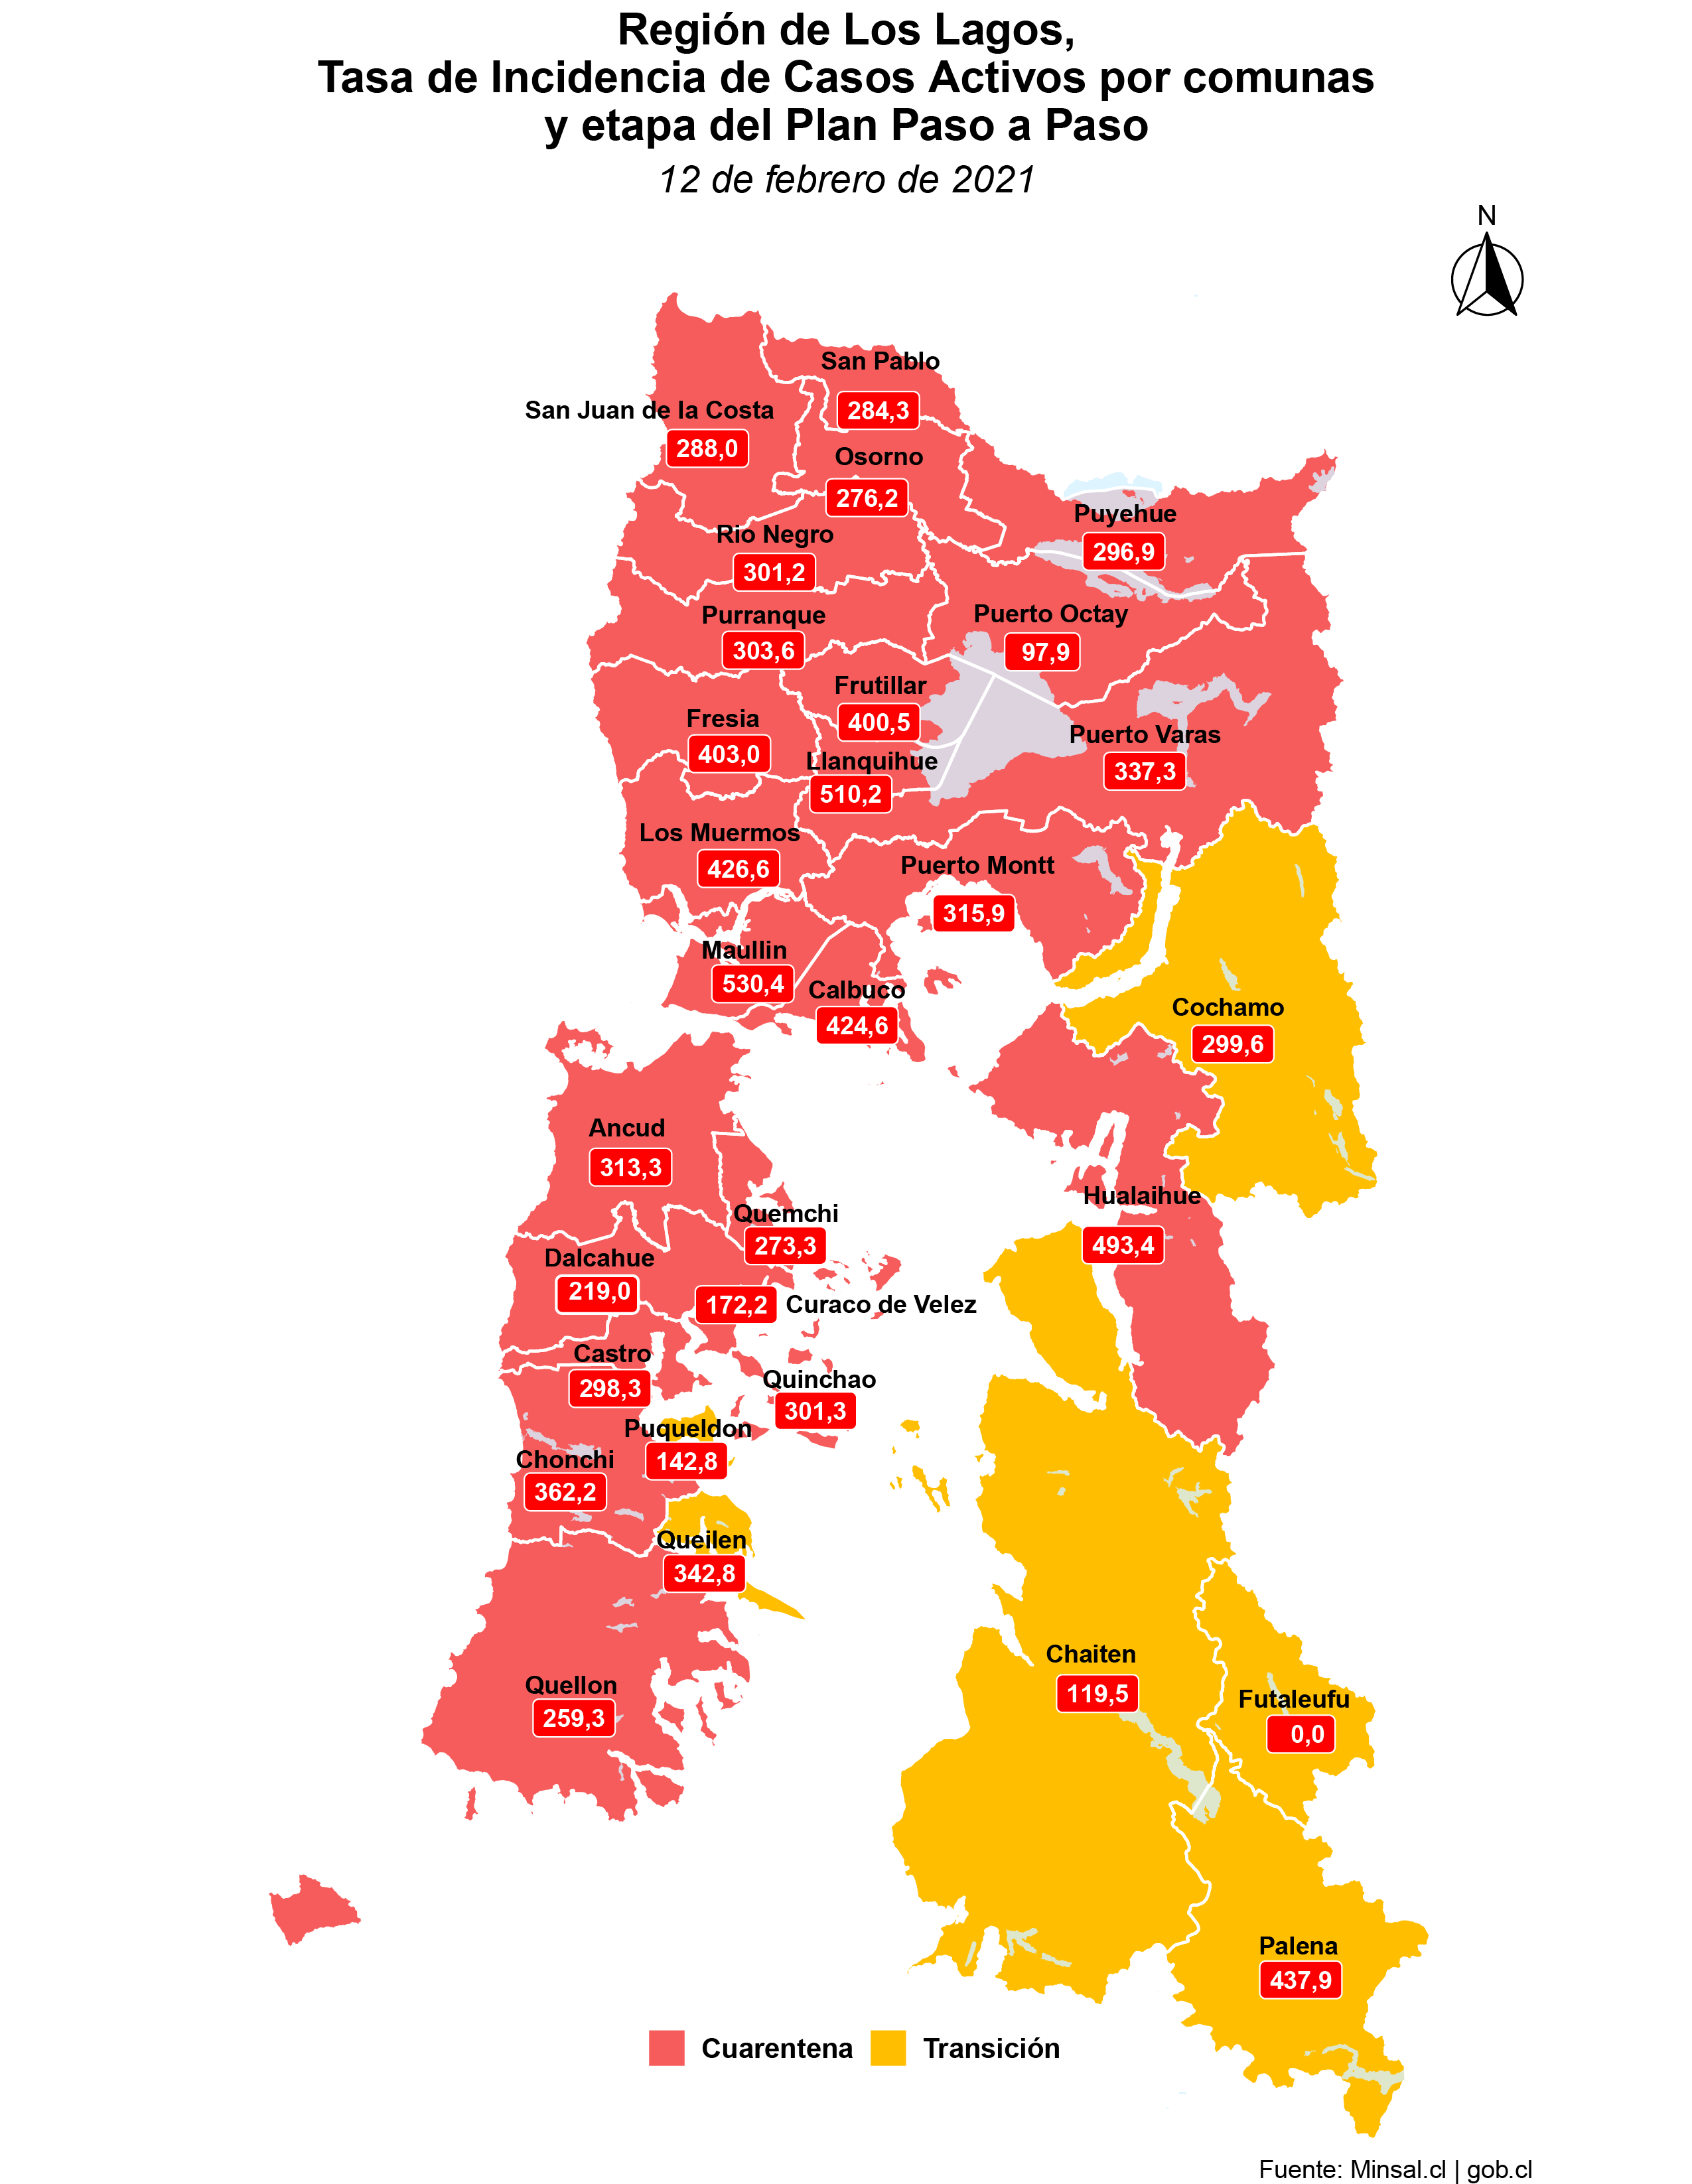 Región de Los Lagos,
Tasa de Incidencia de Casos Activos por comunas
y etapa del Plan Paso a Paso
12 de febrero de 2021
N
San Pablo
284,3
San Juan de la Costa
288,0
Osorno
276,2
Puyehue
296,9
Rio Negro
301,2
Purranque
303,6
Puerto Octay
97,9
Frutillar
400,5
Fresia
403,0
Puerto Varas
337,3
Llanquihue
510,2
Los Muermos
426,6
Puerto Montt
315,9
Maullin
530,4
Calbuco
424,6
Cochamo
299,6
Ancud
313,3
Hualaihue
493,4
Quemchi
273,3
Dalcahue
219,0
172,2 Curaco de Velez
Castro
298,3
Quinchao
301,3
Puqueldon
142,8
Chonchi
362,2
Queilen
342,8
Chaiten
119,5
Quellon
259,3
Futaleufu
0,0
Palena
437,9
Cuarentena Transición
Fuente: Minsal.cl | gob.cl